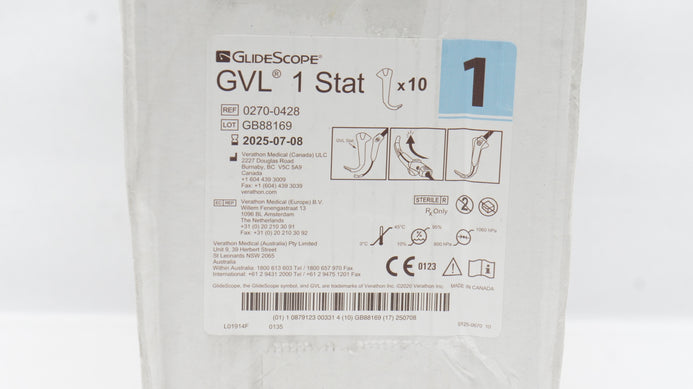 GLIDESCOPE®
GVL® 1 Stat x10
1
REF 0270-0428
LOT GB88169
2025-07-08
Verathon Medical (Canada) ULC
2227 Douglas Road
Burnaby, BC V5C 5A9
Canada
+1 604 439 3009
Fax: +1 (604) 439 3039
verathon.com
GVL Stat
EC REP
Verathon Medical (Europe) B.V.
Willem Fenengastraat 13
1096 BL Amsterdam
The Netherlands
+31 (0) 20 210 30 91
Fax: +31 (0) 20 210 30 92
STERILE R
Rx Only
Verathon Medical (Australia) Pty Limited
Unit 9, 39 Herbert Street
St Leonards NSW 2065
Australia
Within Australia: 1800 613 603 Tel / 1800 657 970 Fax
International: +61 2 9431 2000 Tel / +61 2 9475 1201 Fax
45°C
95%
1060 hPa
10%
CE 0123
MADE IN CANADA
GlideScope, the GlideScope symbol, and GVL are trademarks of Verathon Inc. ©2020 Verathon Inc.
(01) 1 0879123 00331 4 (10) GB88169 (17) 250708
L01914F 0135